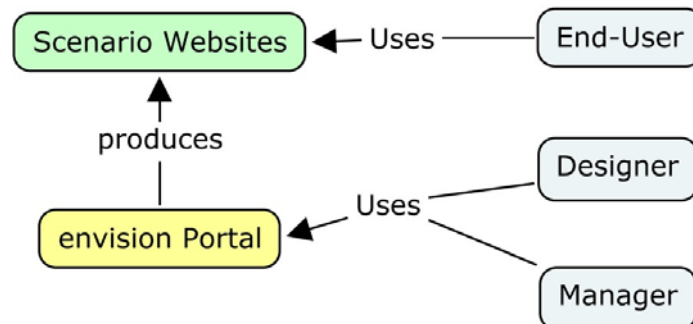 Scenario Websites
Uses
End-User
produces
Designer
Uses
envision Portal
Manager